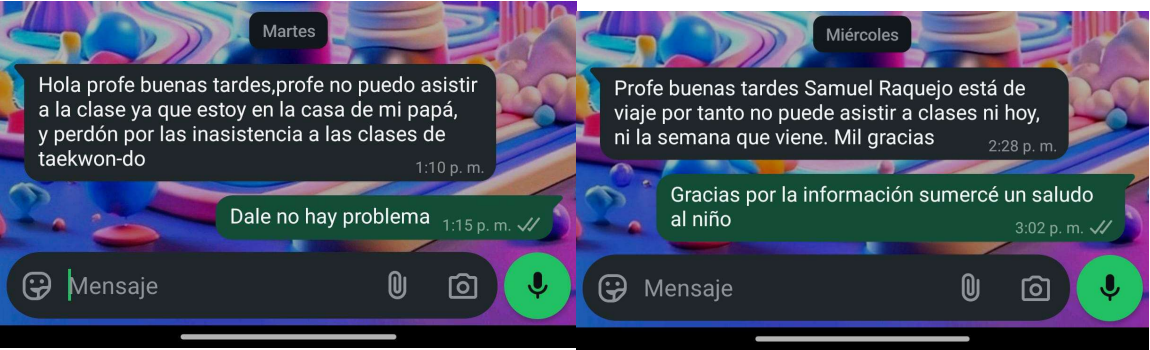 Martes
Hola profe buenas tardes,profe no puedo asistir
a la clase ya que estoy en la casa de mi papá,
y perdón por las inasistencia a las clases de
taekwon-do
1:10 p. m.
Dale no hay problema
1:15 p. m.
Mensaje
Miércoles
Profe buenas tardes Samuel Raquejo está de
viaje por tanto no puede asistir a clases ni hoy,
ni la semana que viene. Mil gracias
2:28 p. m.
Gracias por la información sumercé un saludo
al niño
3:02 p. m.
Mensaje